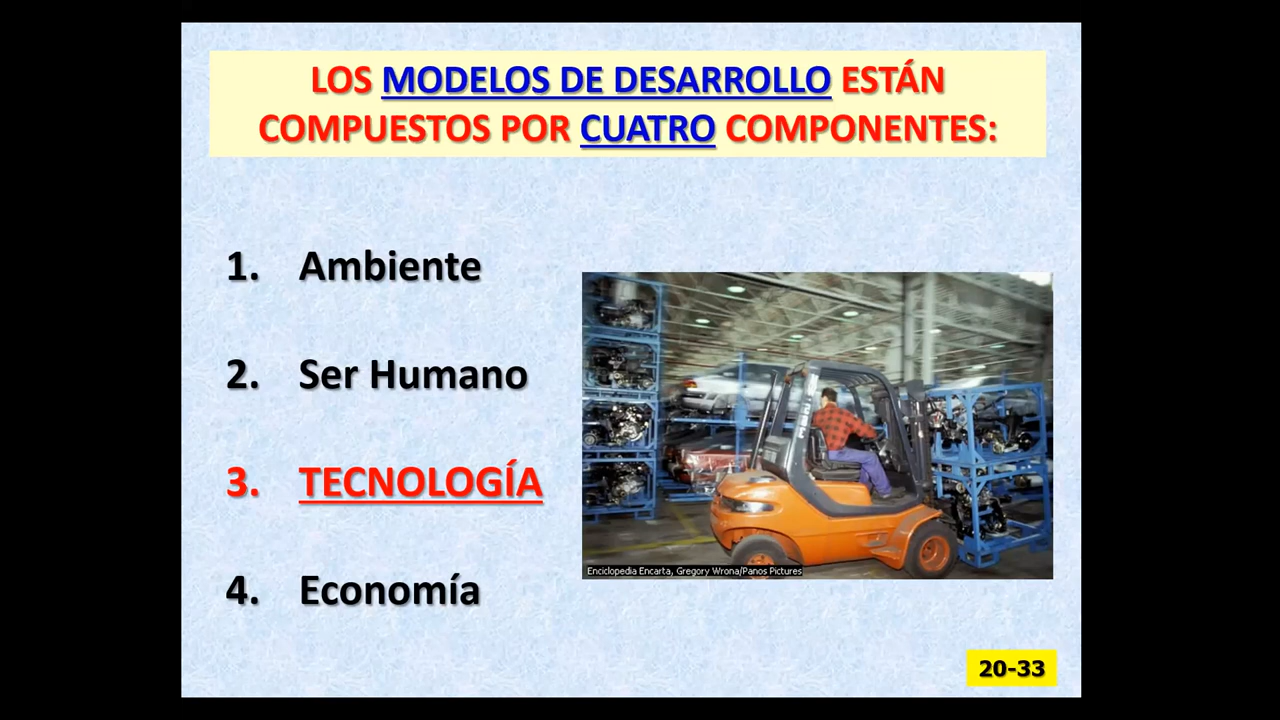 LOS MODELOS DE DESARROLLO ESTÁN
COMPUESTOS POR CUATRO COMPONENTES:
1. Ambiente
2. Ser Humano
3. TECNOLOGÍA
4. Economía
Enciclopedia Encarta, Gregory Wrona/Panos Pictures
20-33